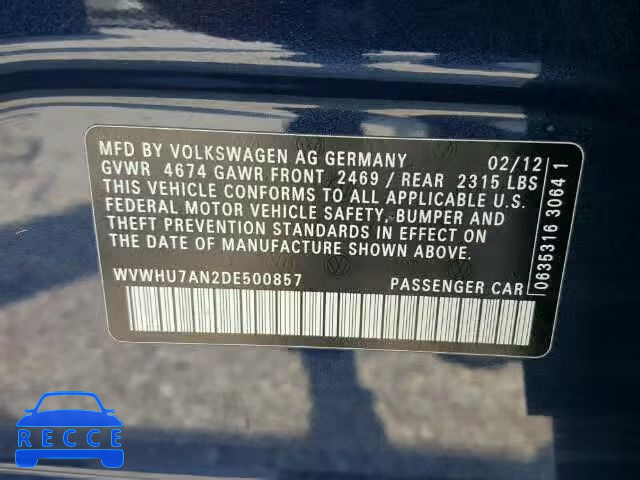 MFD BY VOLKSWAGEN AG GERMANY 02/12
GVWR 4674 GAWR FRONT 2469 / REAR 2315 LBS
THIS VEHICLE CONFORMS TO ALL APPLICABLE U.S.
FEDERAL MOTOR VEHICLE SAFETY, BUMPER AND
THEFT PREVENTION STANDARDS IN EFFECT ON
THE DATE OF MANUFACTURE SHOWN ABOVE.
WVWHU7AN2DE500857 PASSENGER CAR
0635316 3064 1
RECCE